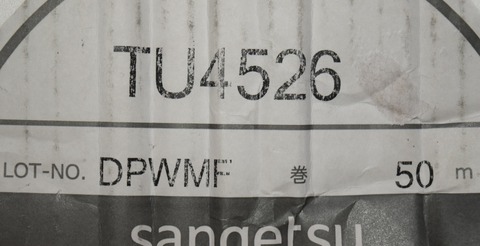 TU4526
LOT-NO. DPWMF 巻 50 m
sangetsu